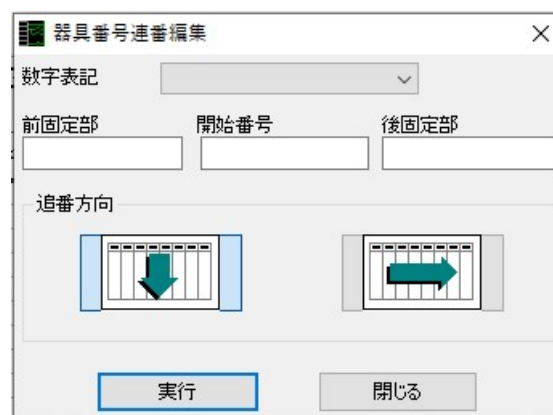 器具番号連番編集
数字表記
前固定部 開始番号 後固定部
追番方向
実行 閉じる